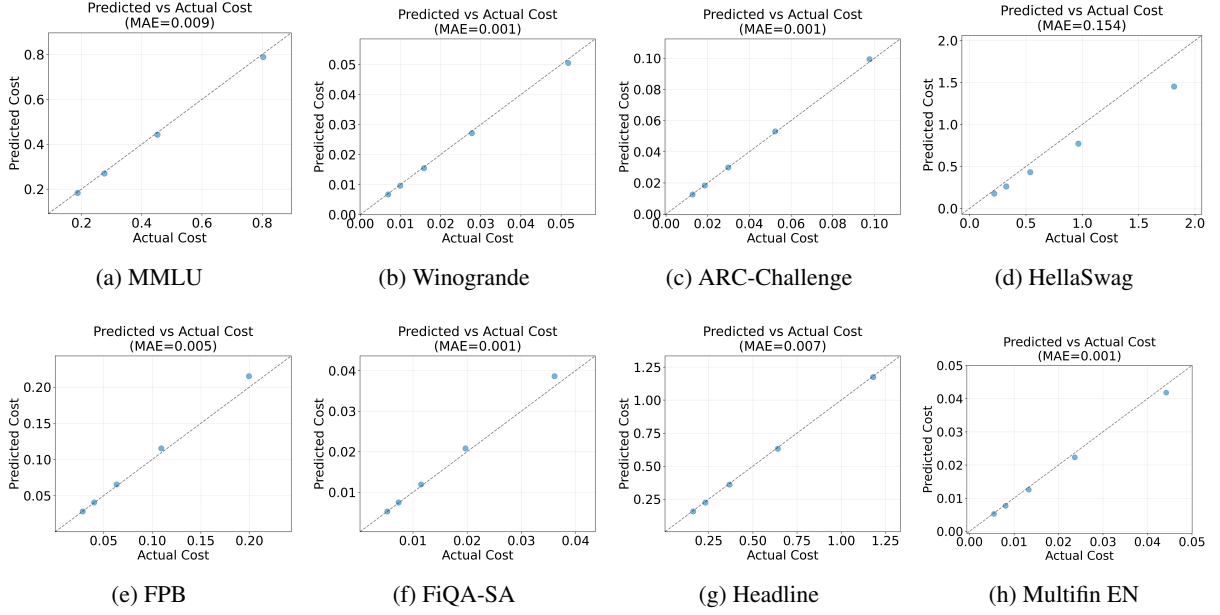 Predicted vs Actual Cost
(MAE=0.009)
Predicted Cost
0.8
0.6
0.4
0.2
0.2 0.4 0.6 0.8
Actual Cost
(a) MMLU
Predicted vs Actual Cost
(MAE=0.001)
Predicted Cost
0.05
0.04
0.03
0.02
0.01
0.00
0.00 0.01 0.02 0.03 0.04 0.05
Actual Cost
(b) Winogrande
Predicted vs Actual Cost
(MAE=0.001)
Predicted Cost
0.10
0.08
0.06
0.04
0.02
0.00
0.00 0.02 0.04 0.06 0.08 0.10
Actual Cost
(c) ARC-Challenge
Predicted vs Actual Cost
(MAE=0.154)
Predicted Cost
2.0
1.5
1.0
0.5
0.0
0.0 0.5 1.0 1.5 2.0
Actual Cost
(d) HellaSwag
Predicted vs Actual Cost
(MAE=0.005)
Predicted Cost
0.20
0.15
0.10
0.05
0.05 0.10 0.15 0.20
Actual Cost
(e) FPB
Predicted vs Actual Cost
(MAE=0.001)
Predicted Cost
0.04
0.03
0.02
0.01
0.01 0.02 0.03 0.04
Actual Cost
(f) FiQA-SA
Predicted vs Actual Cost
(MAE=0.007)
Predicted Cost
1.25
1.00
0.75
0.50
0.25
0.25 0.50 0.75 1.00 1.25
Actual Cost
(g) Headline
Predicted vs Actual Cost
(MAE=0.001)
Predicted Cost
0.05
0.04
0.03
0.02
0.01
0.00
0.00 0.01 0.02 0.03 0.04 0.05
Actual Cost
(h) Multifin EN